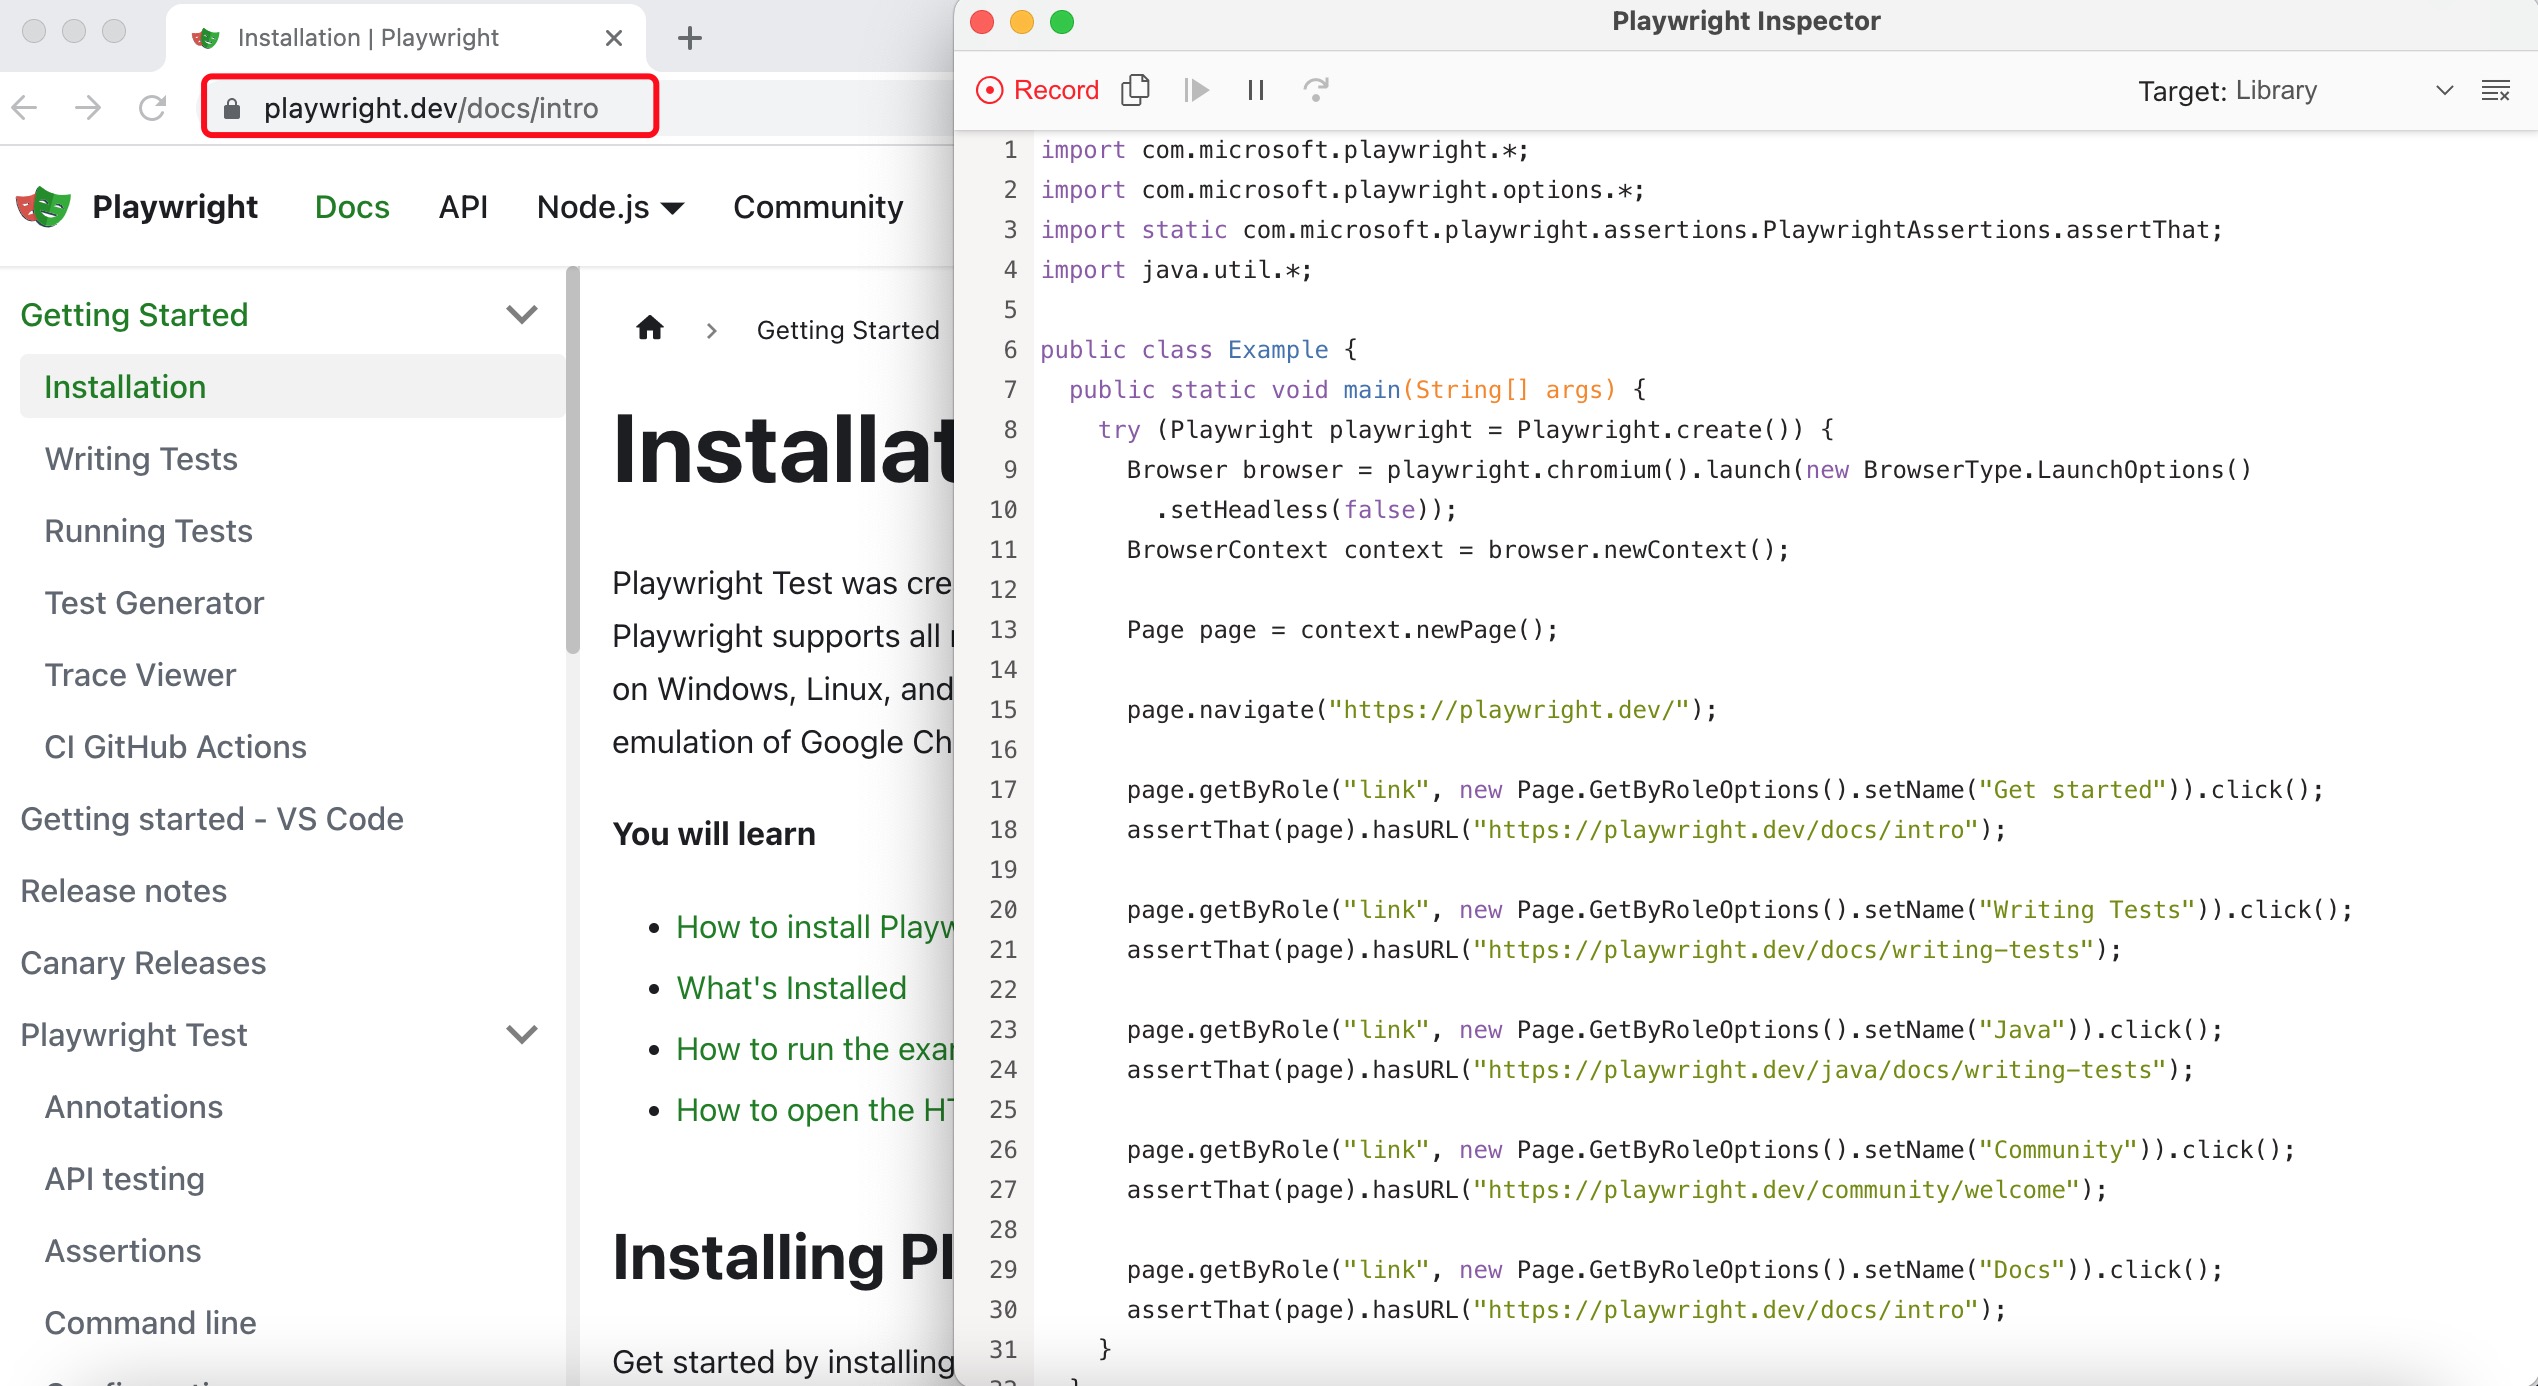 Installation | Playwright
playwright.dev/docs/intro
Playwright
Docs
API
Node.js
Community
Getting Started
Installation
Writing Tests
Running Tests
Test Generator
Trace Viewer
CI GitHub Actions
Getting started - VS Code
Release notes
Canary Releases
Playwright Test
Annotations
API testing
Assertions
Command line
Getting Started
Installat
Playwright Test was cre
Playwright supports all
on Windows, Linux, and
emulation of Google Ch
You will learn
• How to install Playw
• What's Installed
• How to run the exa
• How to open the HT
Installing Pl
Get started by installing
Playwright Inspector
Record
Target: Library
1 import com.microsoft.playwright.*;
2 import com.microsoft.playwright.options.*;
3 import static com.microsoft.playwright.assertions.PlaywrightAssertions.assertThat;
4 import java.util.*;
5
6 public class Example {
7 public static void main(String[] args) {
8 try (Playwright playwright = Playwright.create()) {
9 Browser browser = playwright.chromium().launch(new BrowserType.LaunchOptions()
10 .setHeadless(false));
11 BrowserContext context = browser.newContext();
12
13 Page page = context.newPage();
14
15 page.navigate("https://playwright.dev/");
16
17 page.getByRole("link", new Page.GetByRoleOptions().setName("Get started")).click();
18 assertThat(page).hasURL("https://playwright.dev/docs/intro");
19
20 page.getByRole("link", new Page.GetByRoleOptions().setName("Writing Tests")).click();
21 assertThat(page).hasURL("https://playwright.dev/docs/writing-tests");
22
23 page.getByRole("link", new Page.GetByRoleOptions().setName("Java")).click();
24 assertThat(page).hasURL("https://playwright.dev/java/docs/writing-tests");
25
26 page.getByRole("link", new Page.GetByRoleOptions().setName("Community")).click();
27 assertThat(page).hasURL("https://playwright.dev/community/welcome");
28
29 page.getByRole("link", new Page.GetByRoleOptions().setName("Docs")).click();
30 assertThat(page).hasURL("https://playwright.dev/docs/intro");
31 }